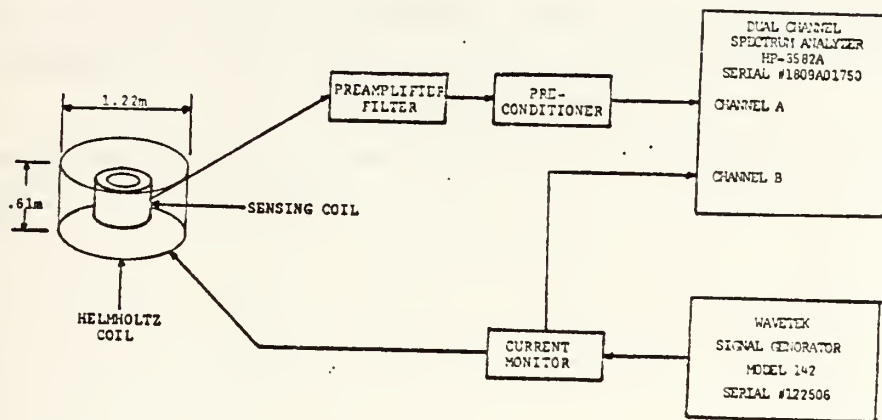 DUAL CHANNEL
SPECTRUM ANALYZER
HP-3582A
SERIAL #1809A01750
CHANNEL A
CHANNEL B
PREAMPLIFIER
FILTER
PRE-
CONDITIONER
1.22m
.61m
SENSING COIL
HELMHOLTZ
COIL
CURRENT
MONITOR
WAVETEK
SIGNAL GENORATOR
MODEL 142
SERIAL #122506